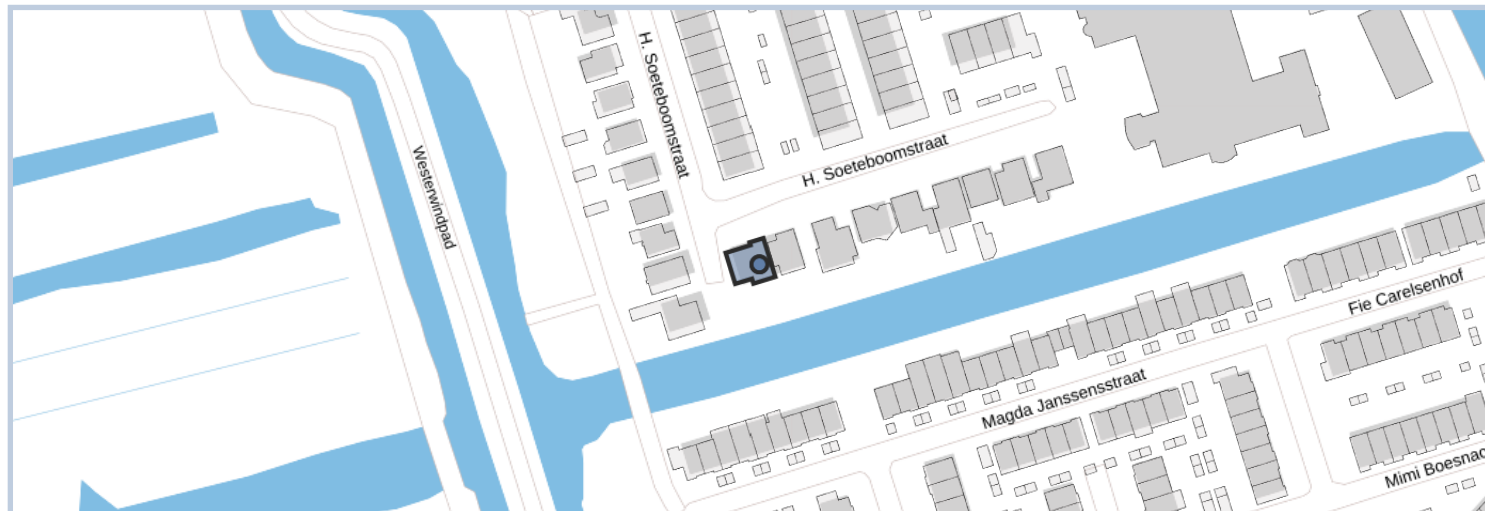 H. Soeteboomstraat
H. Soeteboomstraat
Westerwindpad
Fie Carelsenhof
Magda Janssensstraat
Mimi Boesnac